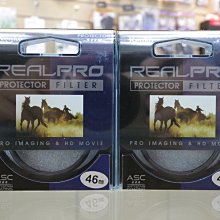 REALPRO
PROTECTOR FILTER
PRO IMAGING & HD MOVIE
ASC
46mm
REALPRO
PROTECTOR FILTER
PRO IMAGING & HD MOVIE
ASC